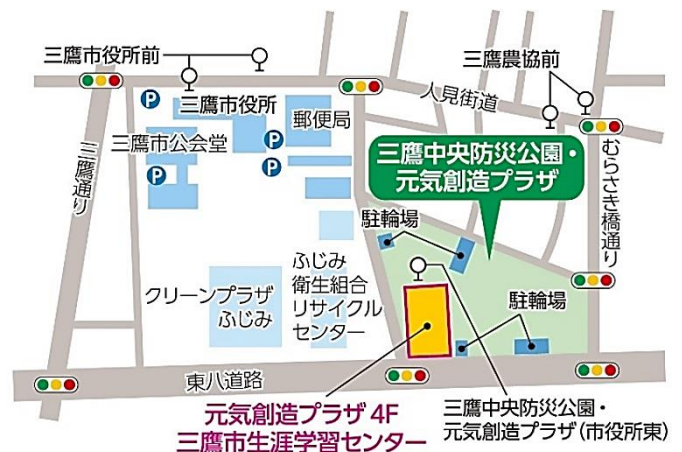 三鷹市役所前
三鷹農協前
P
三鷹市役所
郵便局
人見街道
三鷹市公会堂
P
P
P
三鷹通り
三鷹中央防災公園・
元気創造プラザ
むらさき橋通り
駐輪場
ふじみ
衛生組合
リサイクル
センター
クリーンプラザ
ふじみ
駐輪場
東八道路
元気創造プラザ 4F
三鷹市生涯学習センター
三鷹中央防災公園・
元気創造プラザ(市役所東)